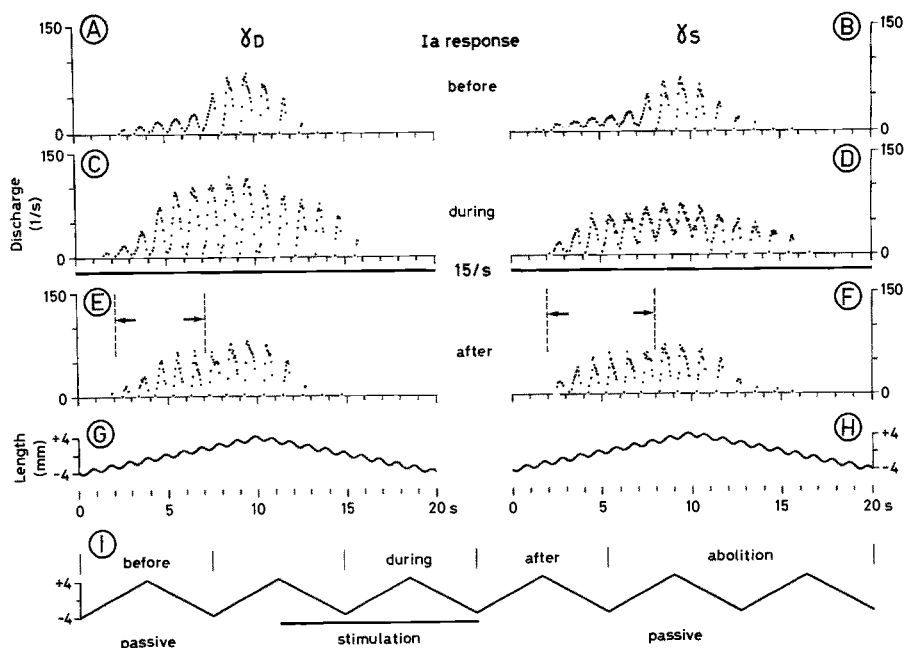 A γD Ia response γS B
150
before
0 0
150
150
C D
Discharge (1/s)
during
0 0
15/s
150
150
E F
after
0 0
G H
Length (mm)
+4 +4
-4 -4
0 5 10 15 20 s 0 5 10 15 20 s
I
before during after abolition
+4
-4
passive stimulation passive